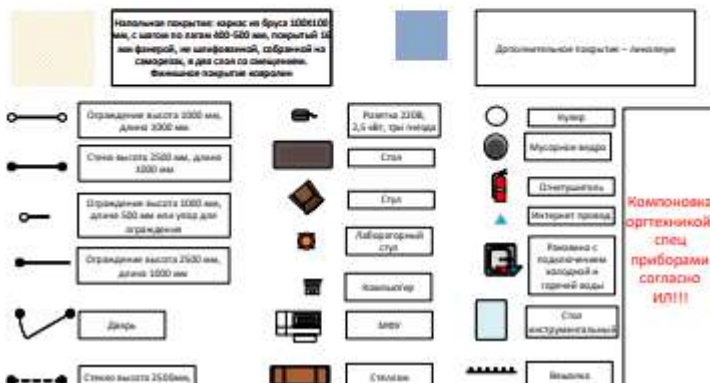 Напольное покрытие: каркас из бруса 100Х100
мм, с шагом по лагам 400-500 мм, покрытый 16
мм фанерой, не шлифованной, собранной на
саморезах, в два слоя со смещением.
Финишное покрытие ковролин
Дополнительное покрытие – линолеум
Ограждение высота 1000 мм,
длина 1000 мм
Розетка 220В,
2,5 кВт, три гнезда
Кулер
Стена высота 2500 мм, длина
1000 мм
Стол
Мусорное ведро
Ограждение высота 1000 мм,
длина 500 мм или упор для
ограждения
Стул
Огнетушитель
Интернет провод
Ограждение высота 2500 мм,
длина 1000 мм
Лабораторный
стул
Раковина с
подключением
холодной и
горячей воды
Компоновка
оргтехникой
спец
приборами
согласно
ИЛ!!!
Компьютер
Дверь
МФУ
Стол
инструментальный
высота 2500мм,
Стеллаж
Вешалка